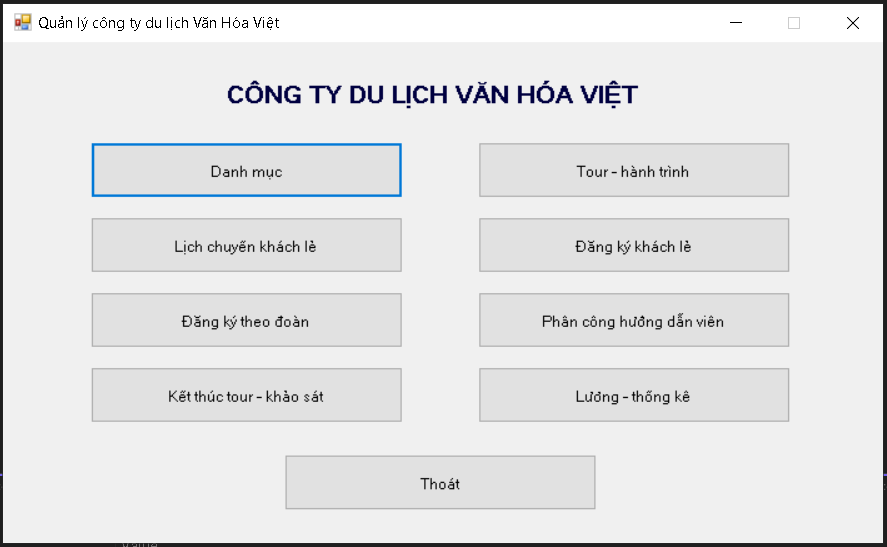 Quản lý công ty du lịch Văn Hóa Việt
CÔNG TY DU LỊCH VĂN HÓA VIỆT
Danh mục
Tour - hành trình
Lịch chuyến khách lẻ
Đăng ký khách lẻ
Đăng ký theo đoàn
Phân công hướng dẫn viên
Kết thúc tour - khảo sát
Lương - thống kê
Thoát